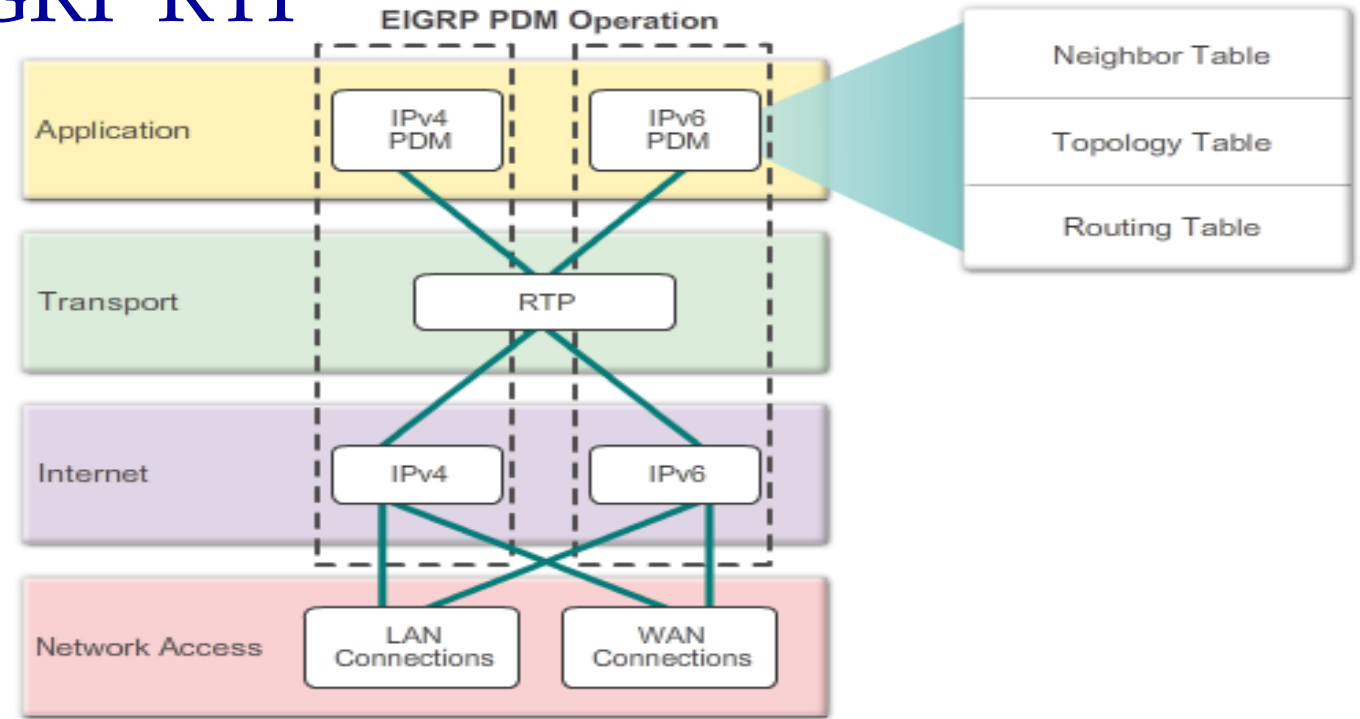 EIGRP PDM Operation
Neighbor Table
Topology Table
Routing Table
Application
IPv4
PDM
IPv6
PDM
Transport
RTP
Internet
IPv4
IPv6
Network Access
LAN
Connections
WAN
Connections